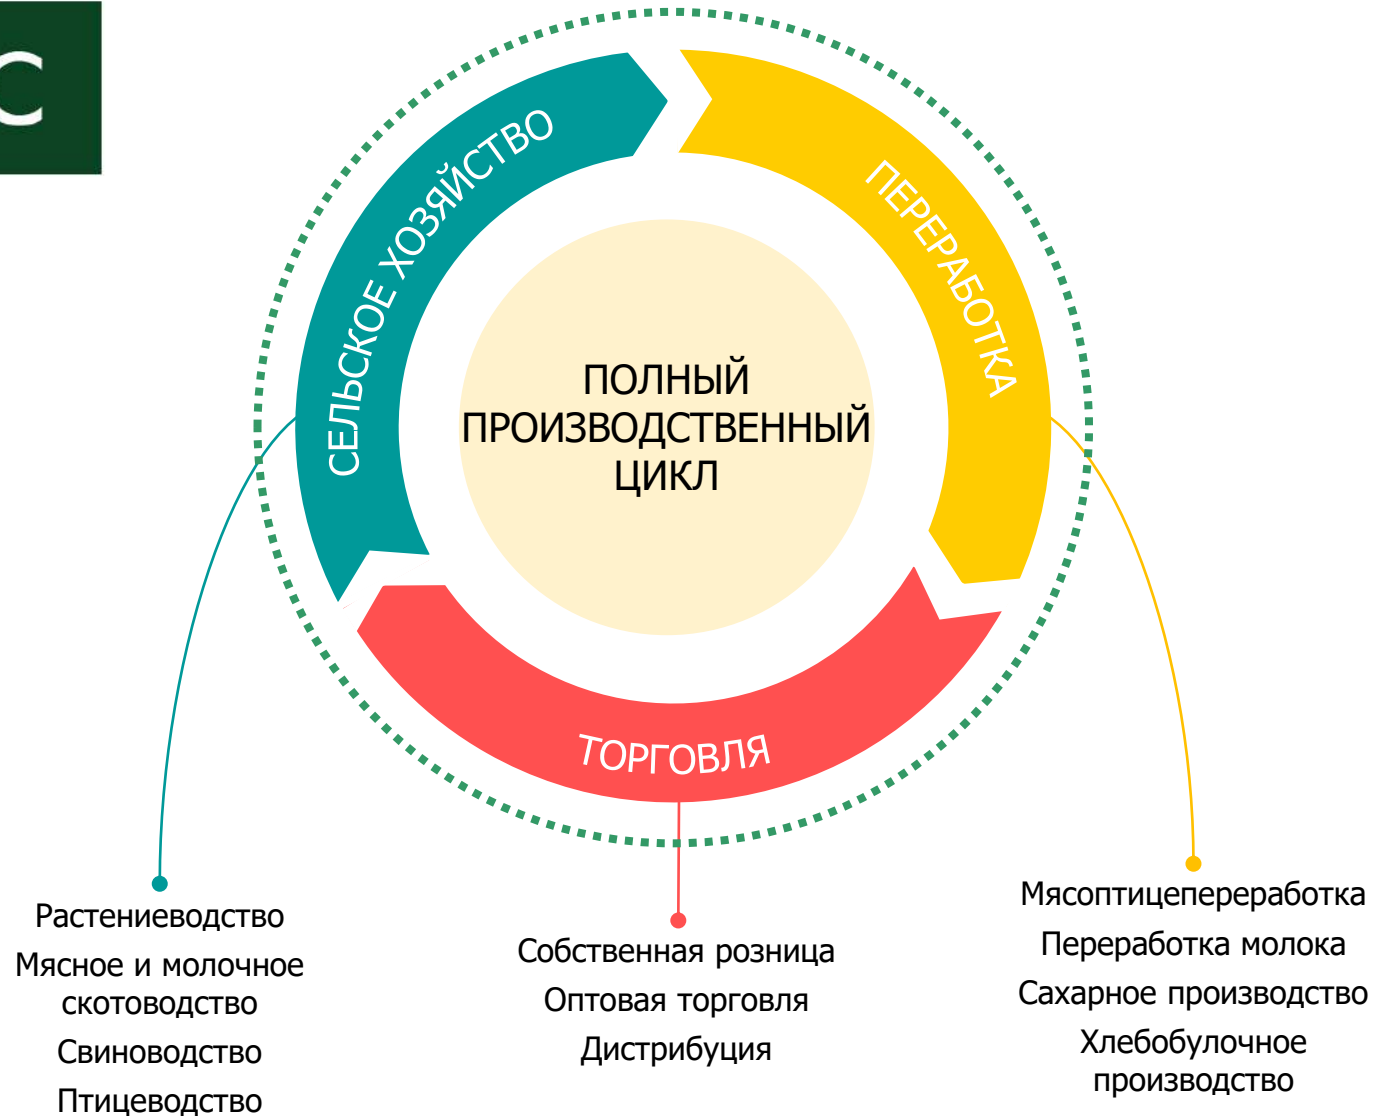 С
СЕЛЬСКОЕ ХОЗЯЙСТВО
ПЕРЕРАБОТКА
ПОЛНЫЙ
ПРОИЗВОДСТВЕННЫЙ
ЦИКЛ
ТОРГОВЛЯ
Растениеводство
Мясное и молочное
скотоводство
Свиноводство
Птицеводство
Собственная розница
Оптовая торговля
Дистрибуция
Мясоптицепереработка
Переработка молока
Сахарное производство
Хлебобулочное
производство